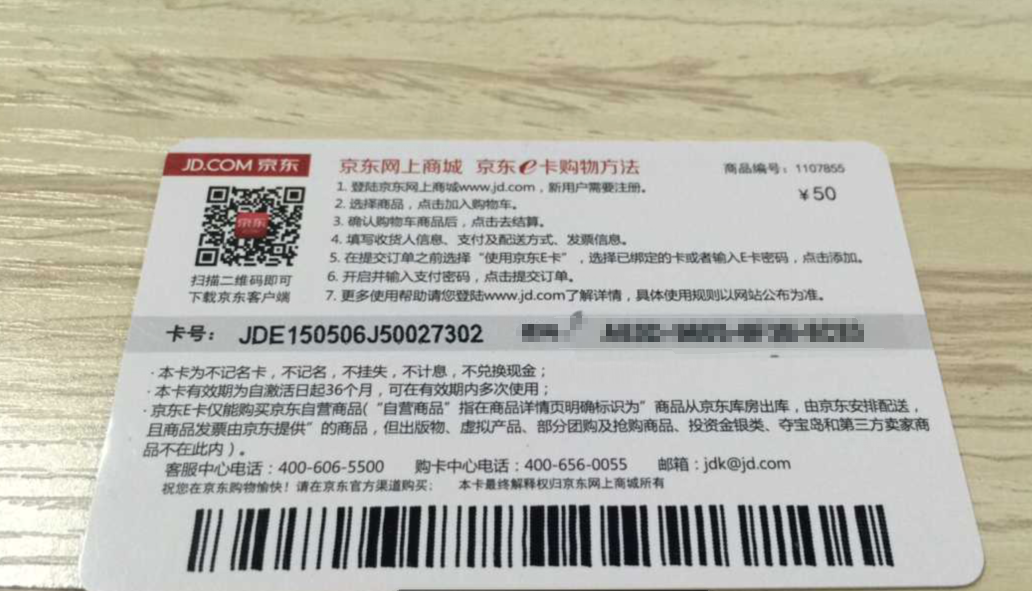 JD.COM 京东
京东网上商城 京东e卡购物方法
商品编号：1107855
¥50
1. 登陆京东网上商城www.jd.com，新用户需要注册。
2. 选择商品，点击加入购物车。
3. 确认购物车商品后，点击去结算。
4. 填写收货人信息、支付及配送方式、发票信息。
5. 在提交订单之前选择“使用京东E卡”，选择已绑定的卡或者输入E卡密码，点击添加。
6. 开启并输入支付密码，点击提交订单。
7. 更多使用帮助请您登陆www.jd.com了解详情，具体使用规则以网站公布为准。
京东
扫描二维码即可
下载京东客户端
卡号： JDE150506J50027302
·本卡为不记名卡，不记名，不挂失，不计息，不兑换现金；
·本卡有效期为自激活日起36个月，可在有效期内多次使用；
·京东E卡仅能购买京东自营商品(“自营商品”指在商品详情页明确标识为”商品从京东库房出库，由京东安排配送，
且商品发票由京东提供”的商品，但出版物、虚拟产品、部分团购及抢购商品、投资金银类、夺宝岛和第三方卖家商
品不在此内）。
客服中心电话：400-606-5500 购卡中心电话：400-656-0055 邮箱：jdk@jd.com
祝您在京东购物愉快！请在京东官方渠道购买； 本卡最终解释权归京东网上商城所有